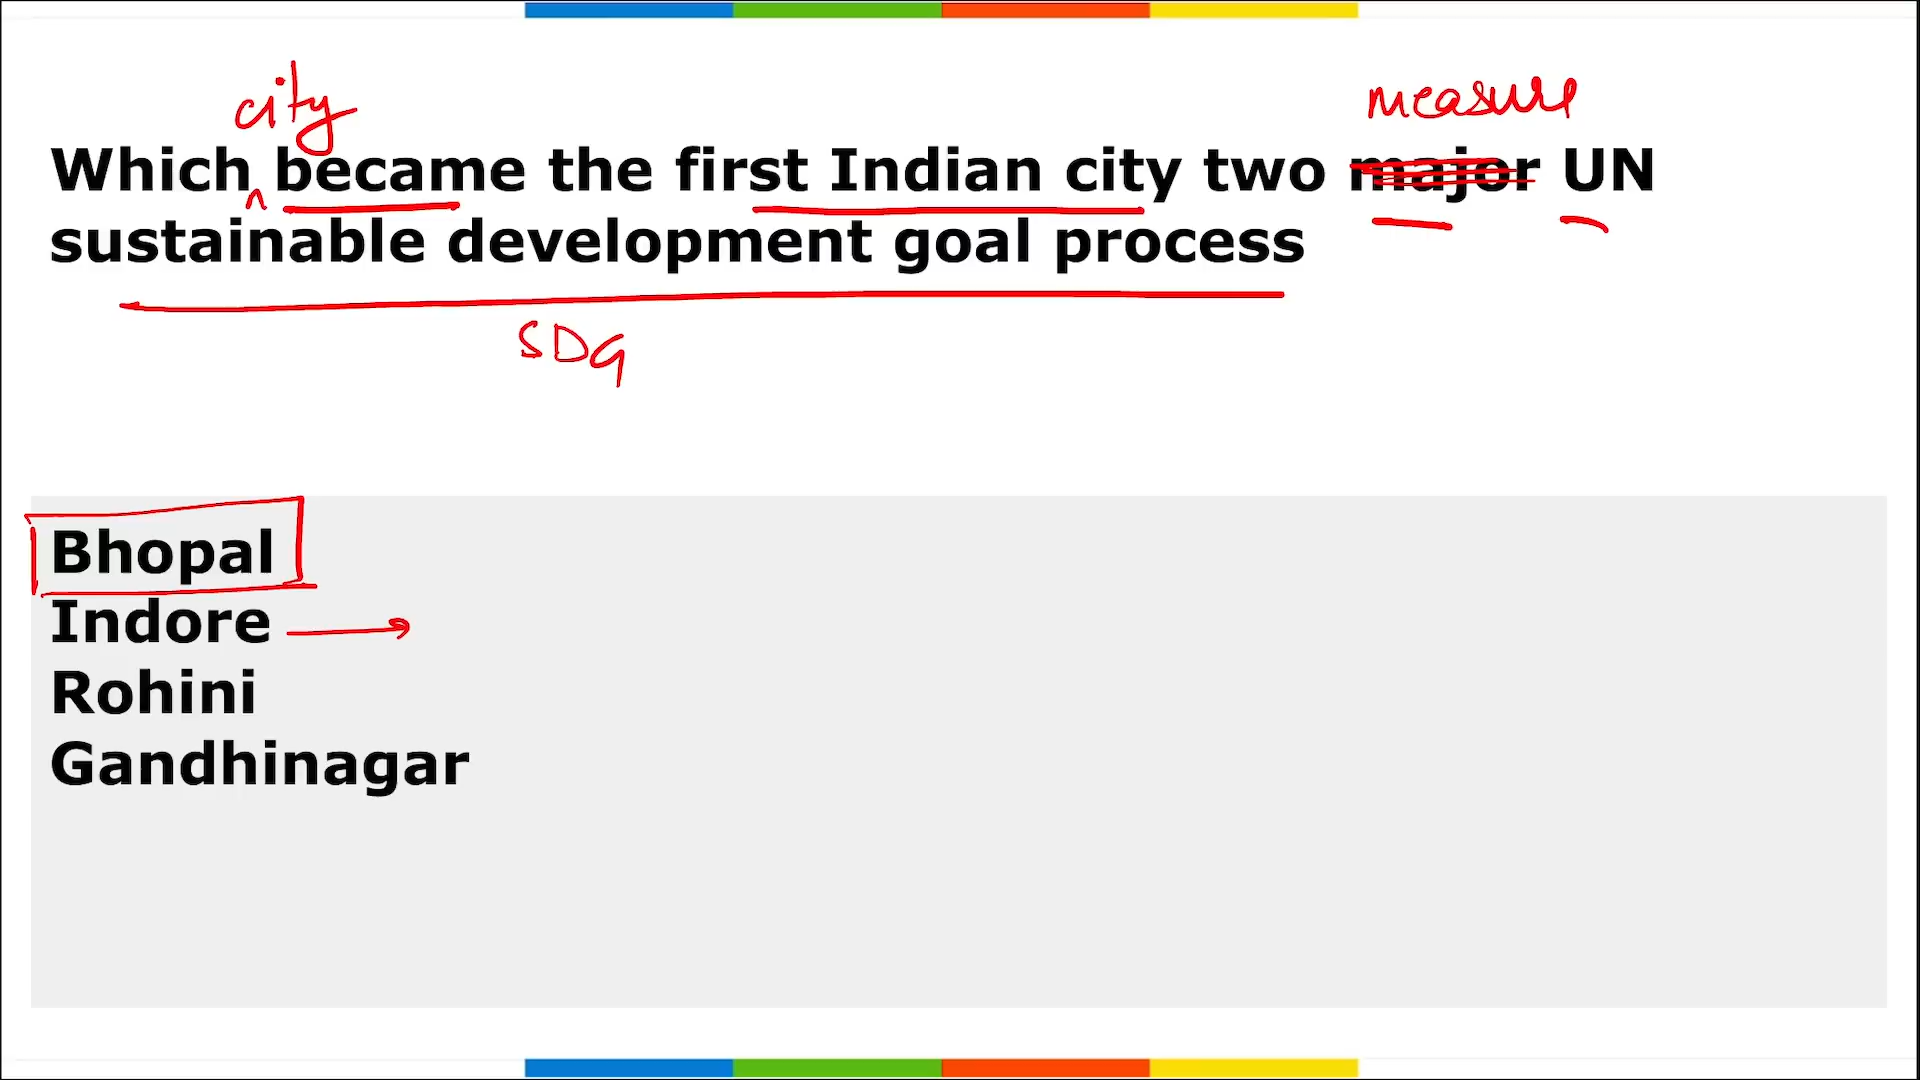 city measure
Which ^ became the first Indian city two major UN
sustainable development goal process
SDG
Bhopal
Indore →
Rohini
Gandhinagar